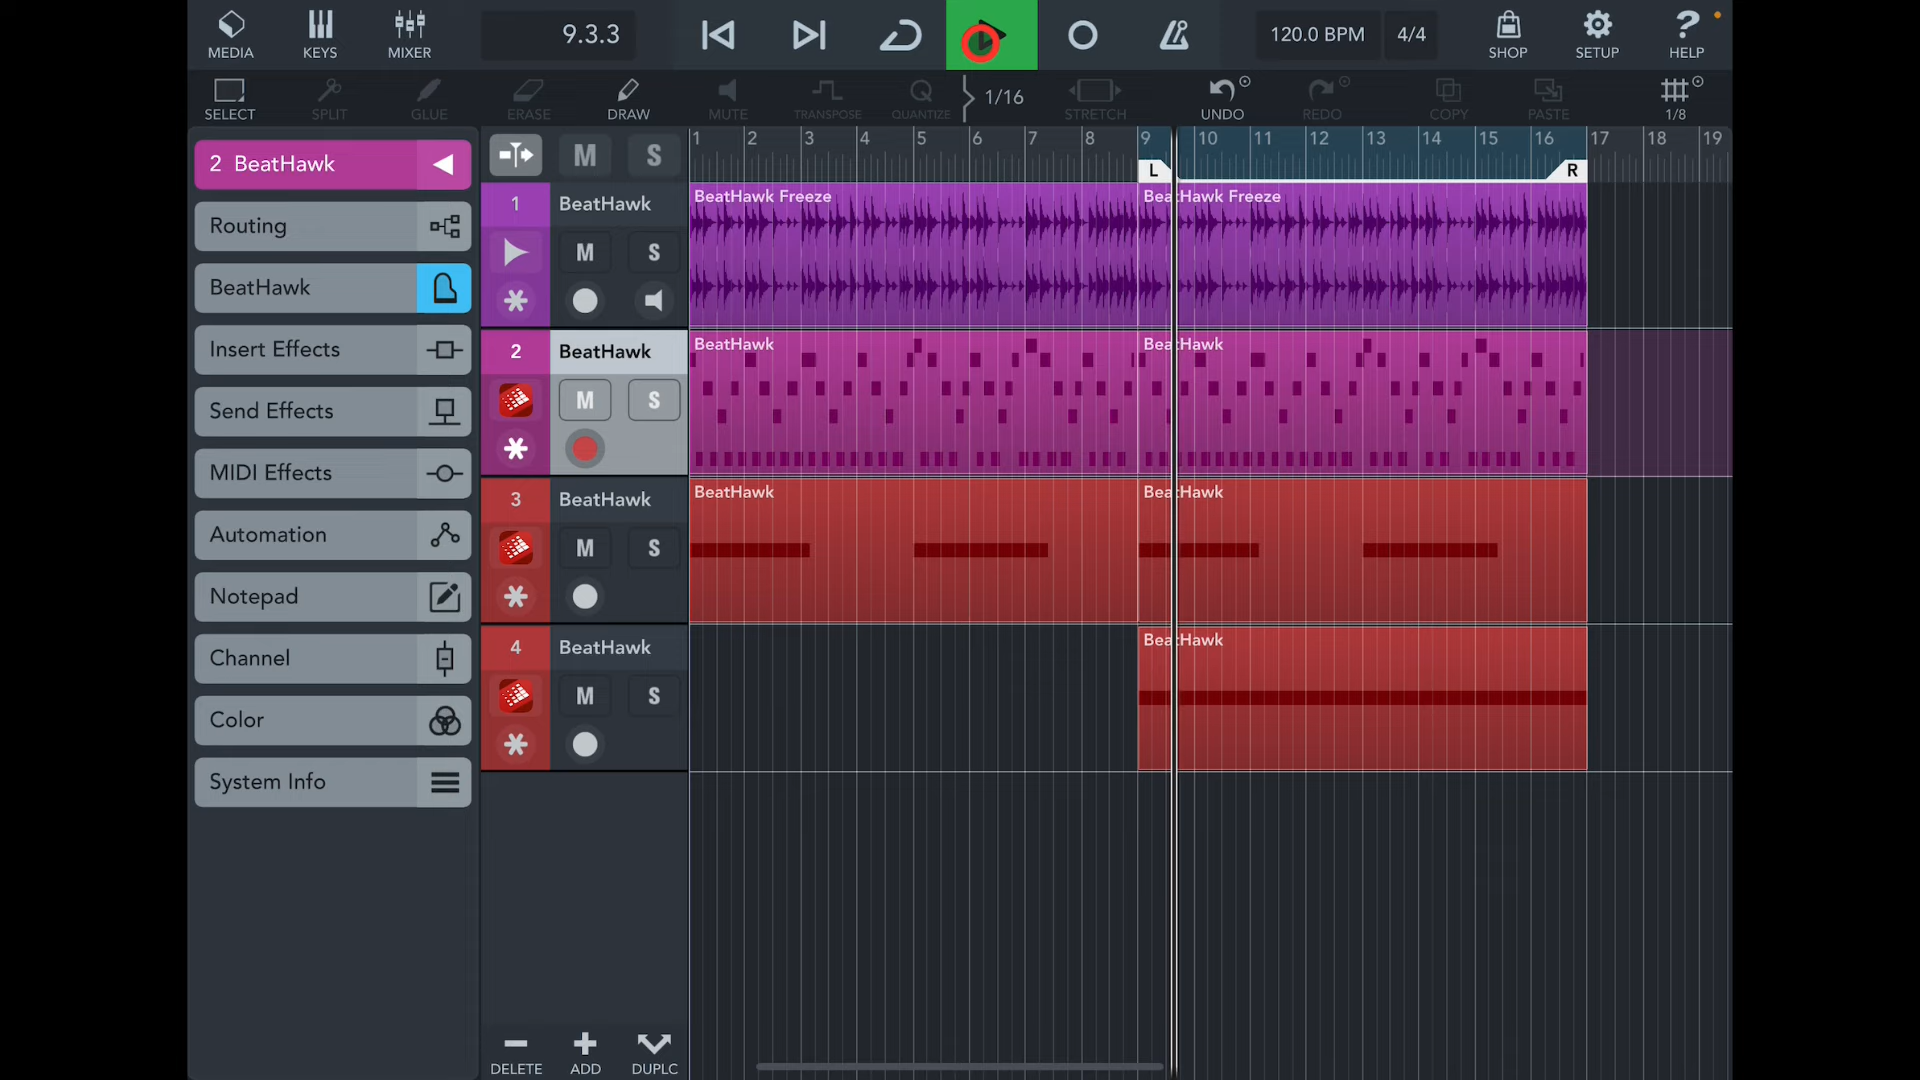 MEDIA
KEYS
MIXER
9.3.3
120.0 BPM
4/4
SHOP
SETUP
HELP
SELECT
SPLIT
GLUE
ERASE
DRAW
MUTE
TRANSPOSE
QUANTIZE
1/16
STRETCH
UNDO
REDO
COPY
PASTE
1/8
1 2 3 4 5 6 7 8 9 10 11 12 13 14 15 16 17 18 19
L
R
2 BeatHawk
Routing
BeatHawk
Insert Effects
Send Effects
MIDI Effects
Automation
Notepad
Channel
Color
System Info
M S
1 BeatHawk
M S
BeatHawk Freeze
BeatHawk Freeze
2 BeatHawk
M S
BeatHawk
BeatHawk
3 BeatHawk
M S
BeatHawk
BeatHawk
4 BeatHawk
M S
BeatHawk
DELETE
ADD
DUPLC